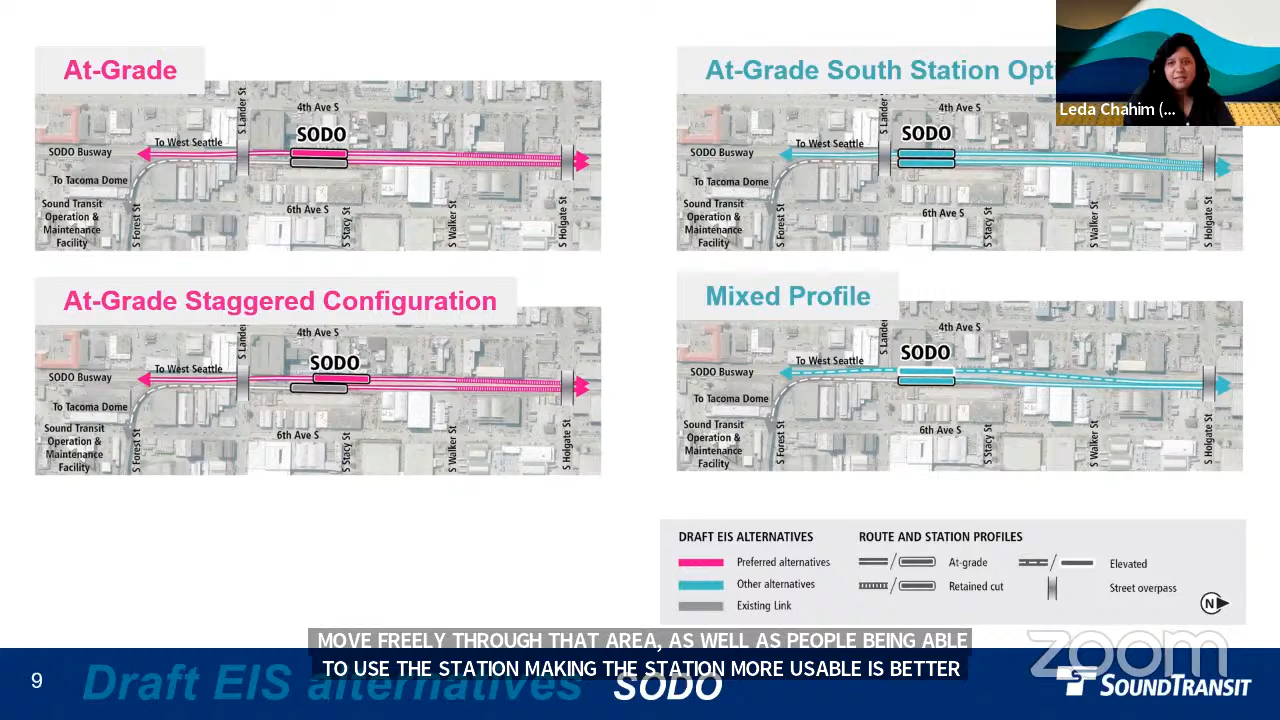 At-Grade
S Lander St
4th Ave S
SODO
To West Seattle
SODO Busway
To Tacoma Dome
Sound Transit
Operation &
Maintenance
Facility
S Forest St
6th Ave S
S Stacy St
S Walker St
S Holgate St
At-Grade South Station
Leda Chahim (...
4th Ave S
SODO
To West Seattle
SODO Busway
To Tacoma Dome
Sound Transit
Operation &
Maintenance
Facility
S Forest St
6th Ave S
S Stacy St
S Walker St
S Holgate St
At-Grade Staggered Configuration
4th Ave S
SODO
To West Seattle
SODO Busway
To Tacoma Dome
Sound Transit
Operation &
Maintenance
Facility
S Forest St
6th Ave S
S Stacy St
S Walker St
S Holgate St
Mixed Profile
4th Ave S
SODO
To West Seattle
SODO Busway
To Tacoma Dome
Sound Transit
Operation &
Maintenance
Facility
S Forest St
6th Ave S
S Stacy St
S Walker St
S Holgate St
DRAFT EIS ALTERNATIVES
Preferred alternatives
Other alternatives
Existing Link
ROUTE AND STATION PROFILES
At-grade
Retained cut
Elevated
Street overpass
N
MOVE FREELY THROUGH THAT AREA, AS WELL AS PEOPLE BEING ABLE
TO USE THE STATION MAKING THE STATION MORE USABLE IS BETTER
zoom
9
Draft EIS alternatives SODO
SOUNDTRANSIT